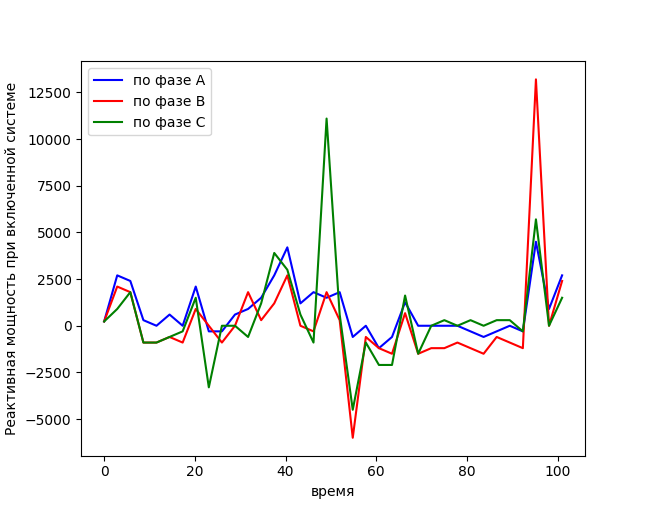 по фазе A
по фазе B
по фазе C
12500
10000
7500
5000
2500
0
−2500
−5000
Реактивная мощность при включенной системе
0 20 40 60 80 100
время